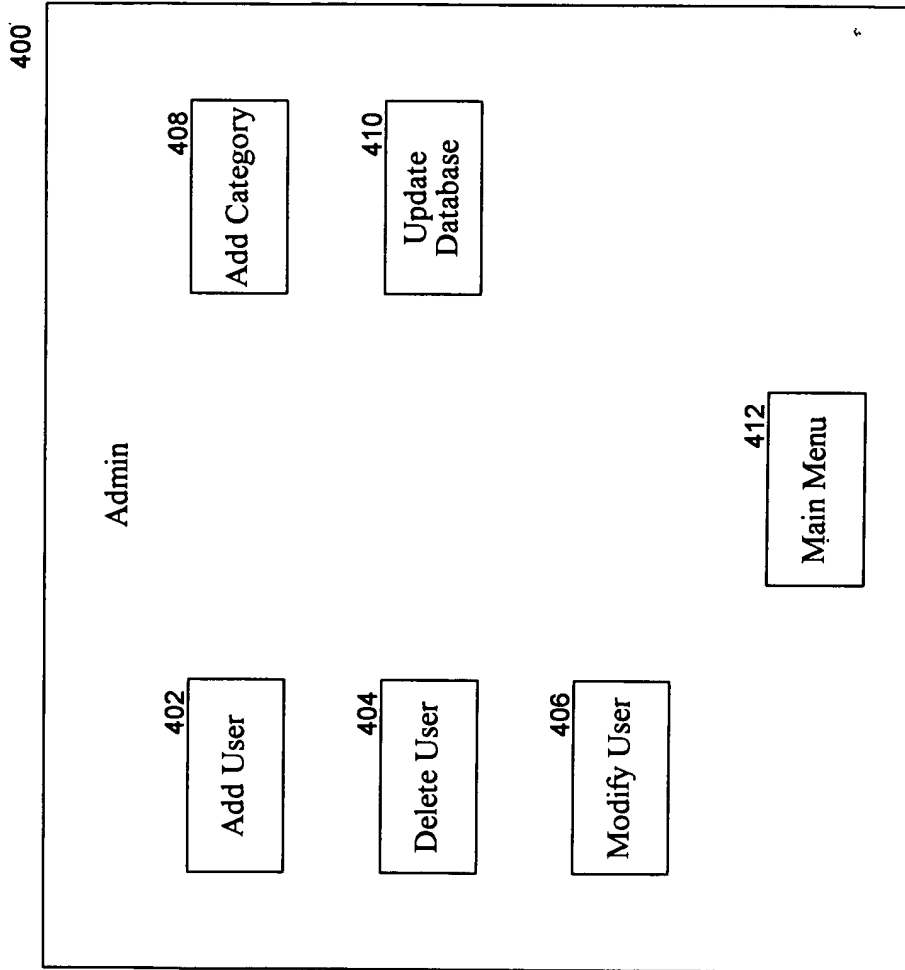 400
Admin
402
Add User
408
Add Category
404
Delete User
410
Update
Database
406
Modify User
412
Main Menu